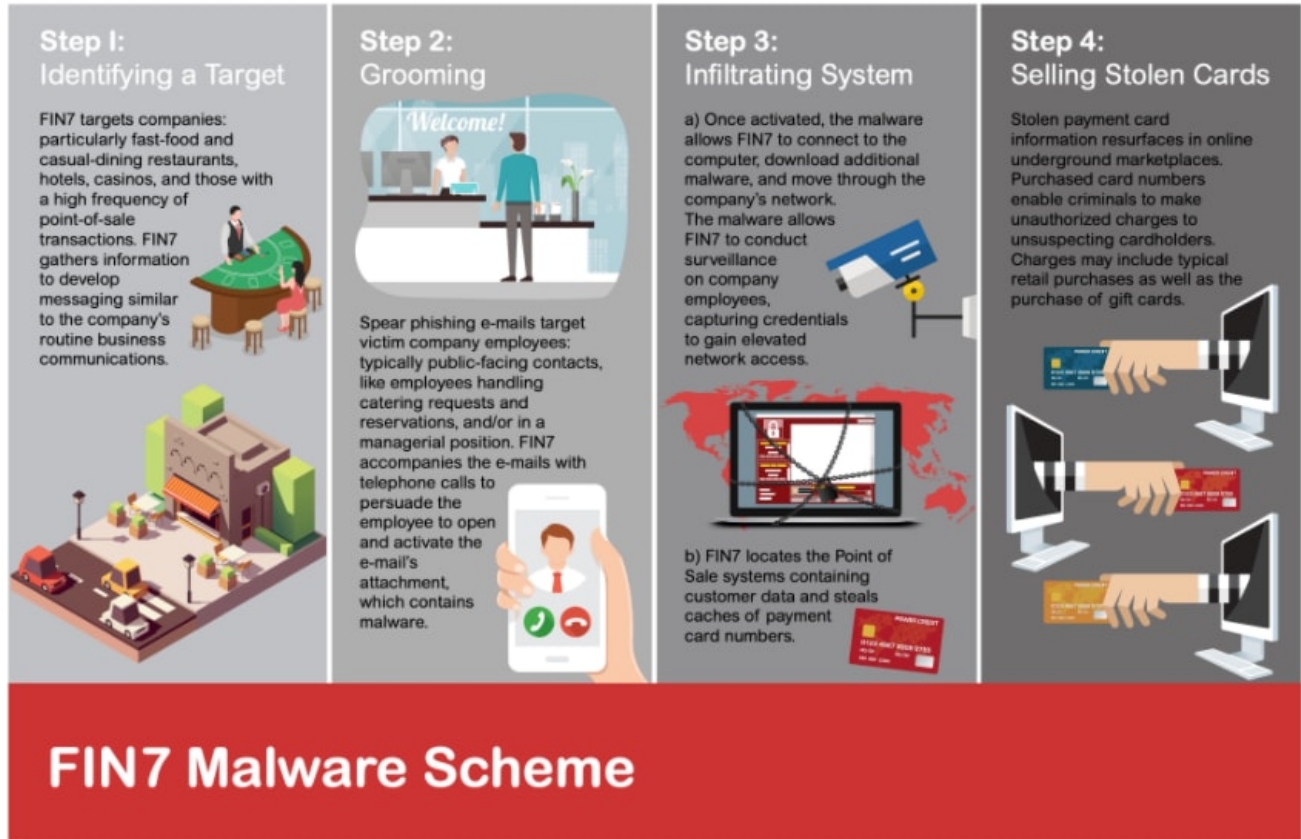 Step 1:
Identifying a Target
FIN7 targets companies:
particularly fast-food and
casual-dining restaurants,
hotels, casinos, and those with
a high frequency of
point-of-sale
transactions. FIN7
gathers information
to develop
messaging similar
to the company's
routine business
communications.
Step 2:
Grooming
Welcome!
Spear phishing e-mails target
victim company employees:
typically public-facing contacts,
like employees handling
catering requests and
reservations, and/or in a
managerial position. FIN7
accompanies the e-mails with
telephone calls to
persuade the
employee to open
and activate the
e-mail's
attachment,
which contains
malware.
Step 3:
Infiltrating System
a) Once activated, the malware
allows FIN7 to connect to the
computer, download additional
malware, and move through the
company's network.
The malware allows
FIN7 to conduct
surveillance
on company
employees,
capturing credentials
to gain elevated
network access.
b) FIN7 locates the Point of
Sale systems containing
customer data and steals
caches of payment
card numbers.
POWER CREDIT
Step 4:
Selling Stolen Cards
Stolen payment card
information resurfaces in online
underground marketplaces.
Purchased card numbers
enable criminals to make
unauthorized charges to
unsuspecting cardholders.
Charges may include typical
retail purchases as well as the
purchase of gift cards.
POWER CREDIT
POWER CREDIT
POWER CREDIT
FIN7 Malware Scheme